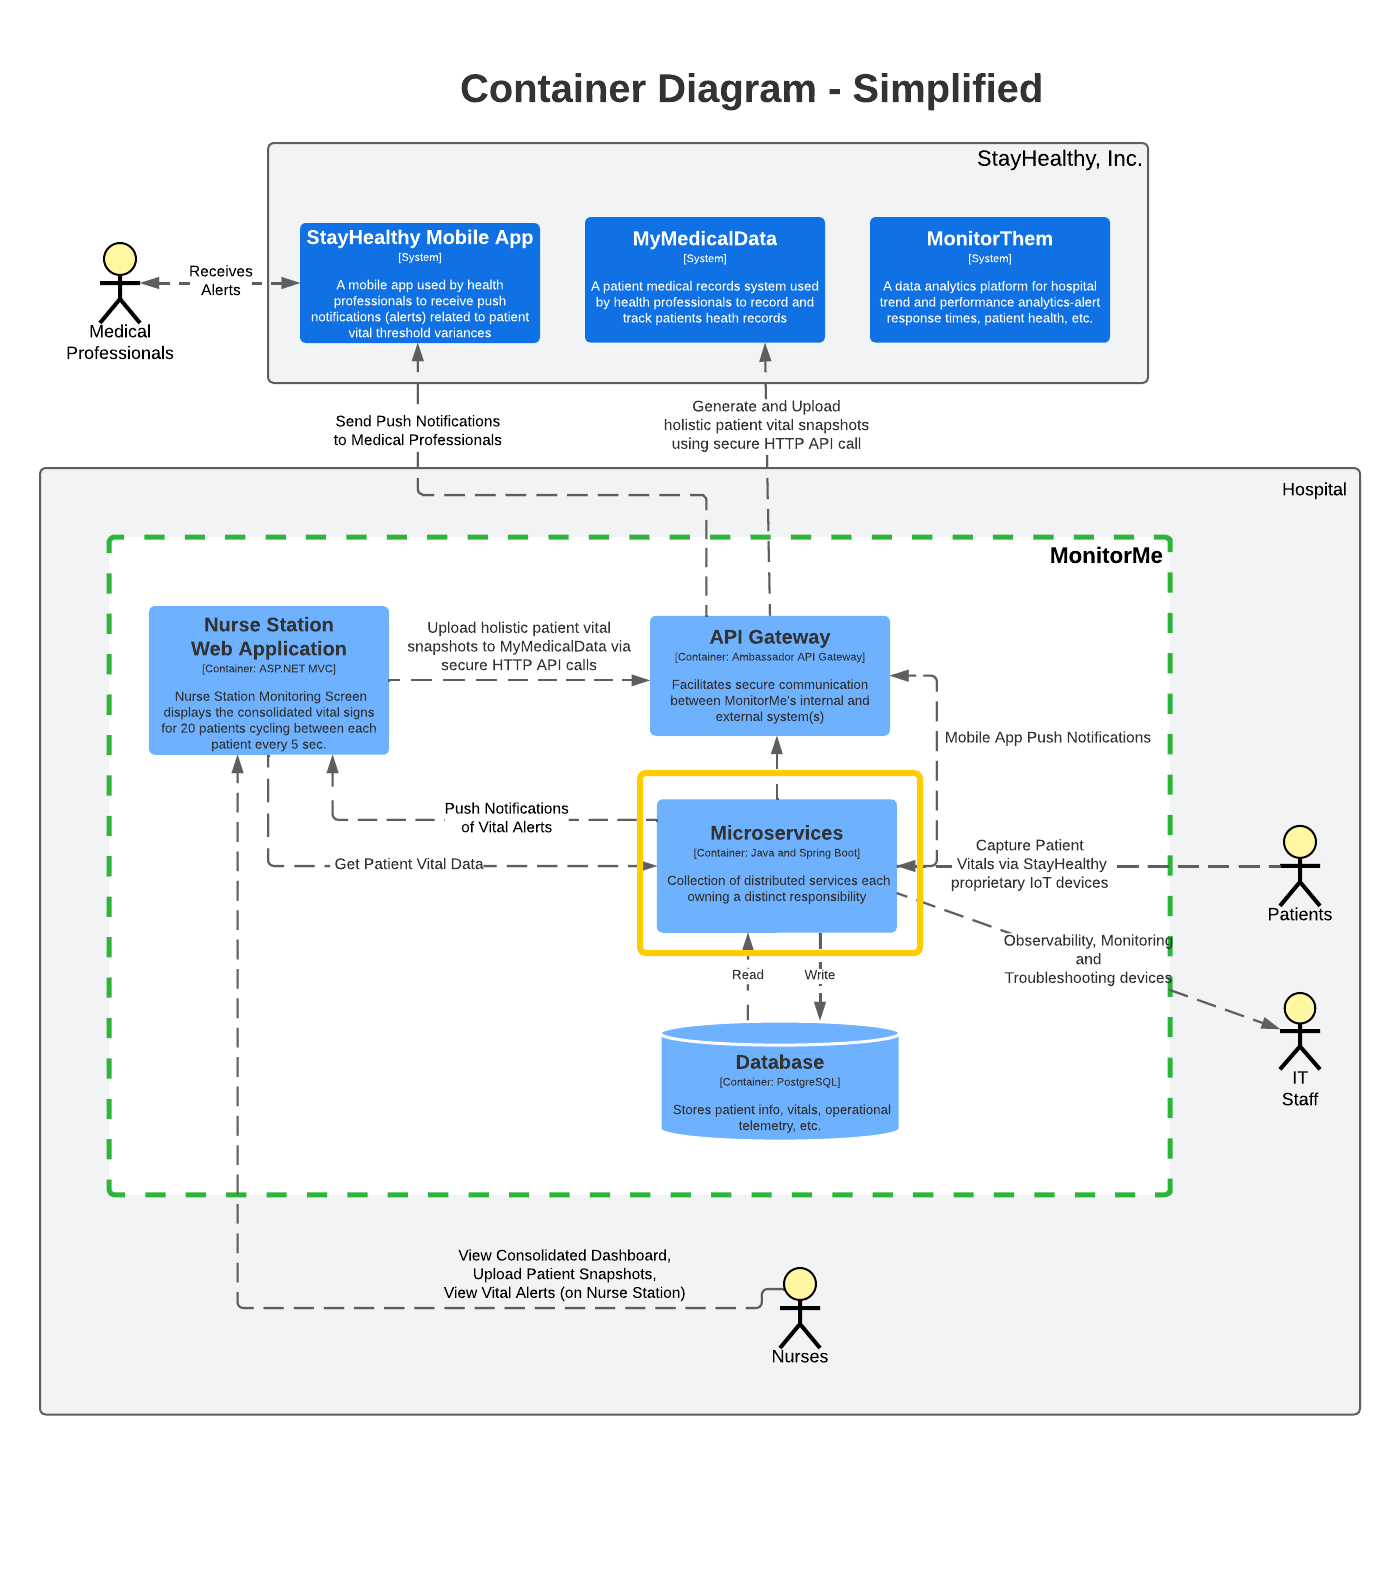 Container Diagram - Simplified
StayHealthy, Inc.
StayHealthy Mobile App
[System]
A mobile app used by health
professionals to receive push
notifications (alerts) related to patient
vital threshold variances
MyMedicalData
[System]
A patient medical records system used
by health professionals to record and
track patients heath records
MonitorThem
[System]
A data analytics platform for hospital
trend and performance analytics-alert
response times, patient health, etc.
Receives
Alerts
Medical
Professionals
Send Push Notifications
to Medical Professionals
Generate and Upload
holistic patient vital snapshots
using secure HTTP API call
Hospital
MonitorMe
Nurse Station
Web Application
[Container: ASP.NET MVC]
Nurse Station Monitoring Screen
displays the consolidated vital signs
for 20 patients cycling between each
patient every 5 sec.
Upload holistic patient vital
snapshots to MyMedicalData via
secure HTTP API calls
API Gateway
[Container: Ambassador API Gateway]
Facilitates secure communication
between MonitorMe's internal and
external system(s)
Mobile App Push Notifications
Push Notifications
of Vital Alerts
Get Patient Vital Data
Microservices
[Container: Java and Spring Boot]
Collection of distributed services each
owning a distinct responsibility
Capture Patient
Vitals via StayHealthy
proprietary IoT devices
Patients
Observability, Monitoring
and
Troubleshooting devices
Read
Write
IT
Staff
Database
[Container: PostgreSQL]
Stores patient info, vitals, operational
telemetry, etc.
View Consolidated Dashboard,
Upload Patient Snapshots,
View Vital Alerts (on Nurse Station)
Nurses